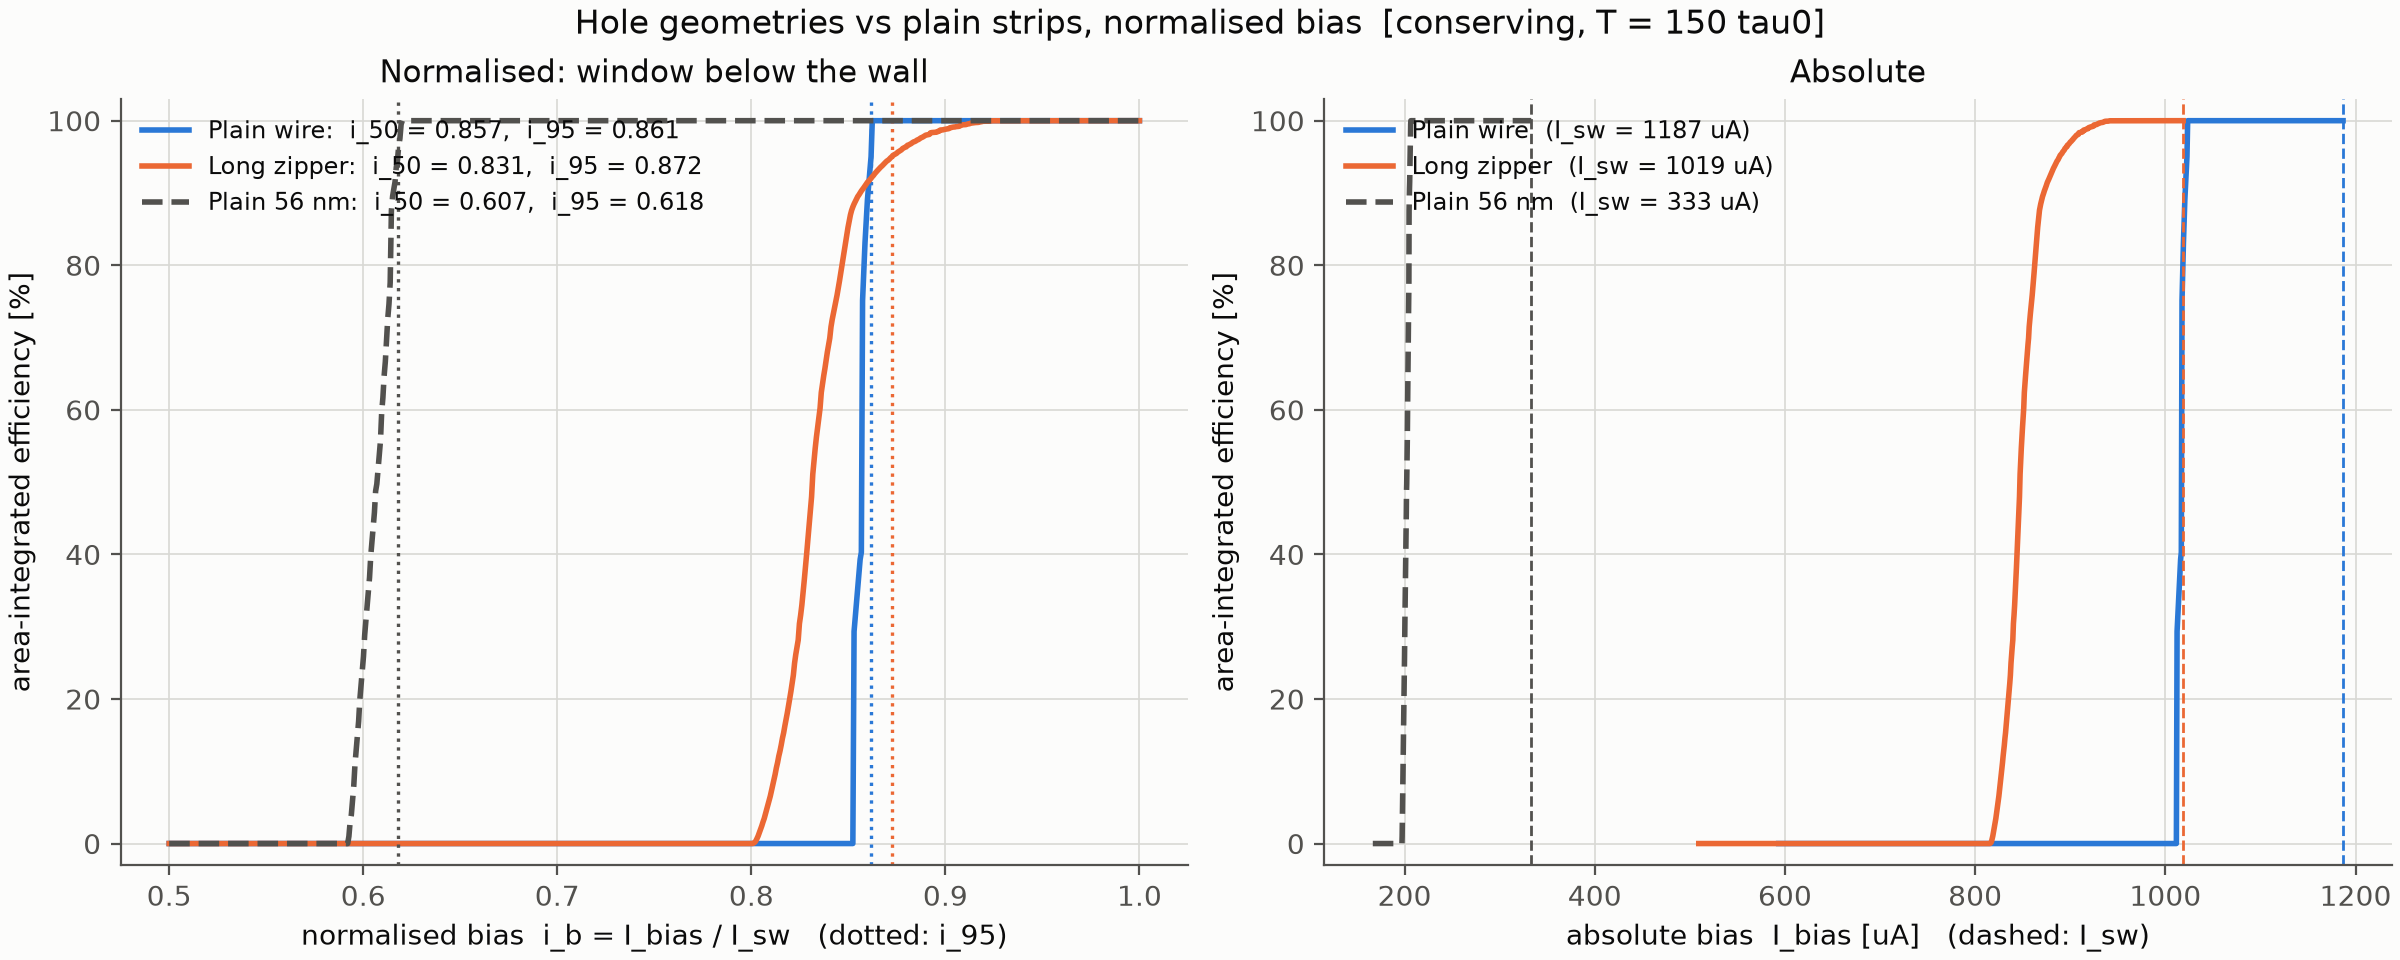 Hole geometries vs plain strips, normalised bias  [conserving, T = 150 tau0]
Normalised: window below the wall
area-integrated efficiency [%]
100
80
60
40
20
0
Plain wire:  i_50 = 0.857,  i_95 = 0.861
Long zipper:  i_50 = 0.831,  i_95 = 0.872
Plain 56 nm:  i_50 = 0.607,  i_95 = 0.618
0.5 0.6 0.7 0.8 0.9 1.0
normalised bias  i_b = I_bias / I_sw   (dotted: i_95)
Absolute
area-integrated efficiency [%]
100
80
60
40
20
0
Plain wire  (I_sw = 1187 uA)
Long zipper  (I_sw = 1019 uA)
Plain 56 nm  (I_sw = 333 uA)
200 400 600 800 1000 1200
absolute bias  I_bias [uA]   (dashed: I_sw)